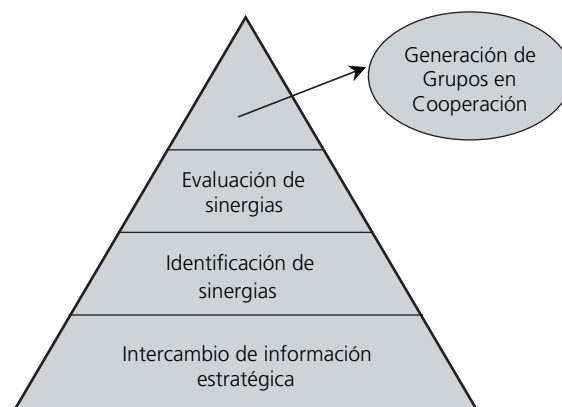 Generación de
Grupos en
Cooperación
Evaluación de
sinergias
Identificación de
sinergias
Intercambio de información
estratégica